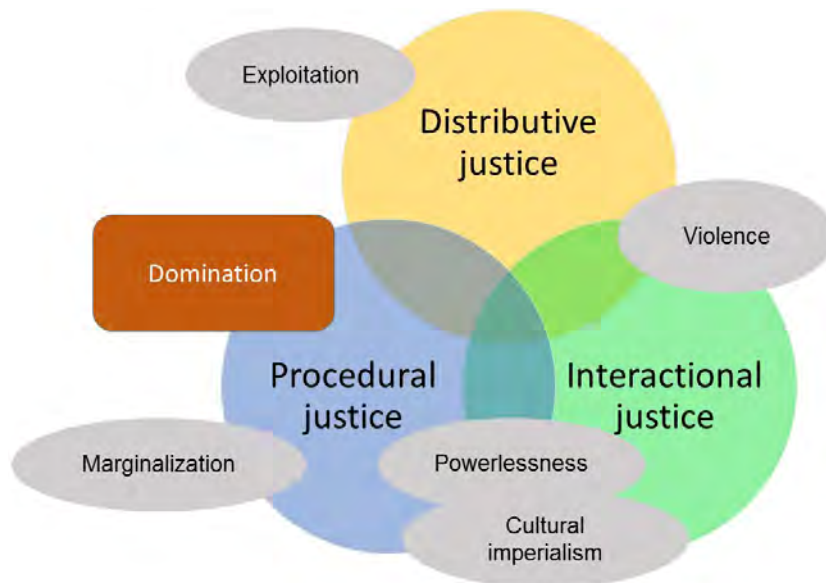 Exploitation
Distributive
justice
Violence
Domination
Procedural
justice
Interactional
justice
Marginalization
Powerlessness
Cultural
imperialism